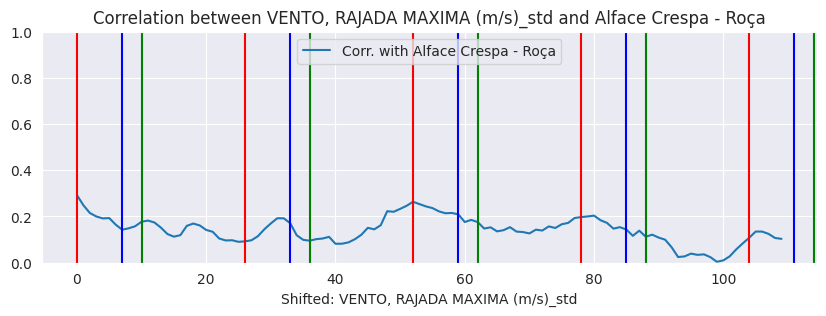 Correlation between VENTO, RAJADA MAXIMA (m/s)_std and Alface Crespa - Roça
1.0
Corr. with Alface Crespa - Roça
0.8
0.6
0.4
0.2
0.0
0 20 40 60 80 100
Shifted: VENTO, RAJADA MAXIMA (m/s)_std